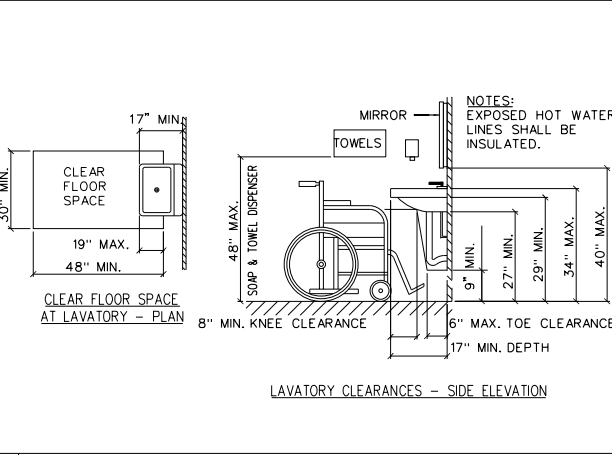 17" MIN.
CLEAR
FLOOR
SPACE
30" MIN.
19" MAX.
48" MIN.
CLEAR FLOOR SPACE
AT LAVATORY - PLAN
MIRROR
NOTES:
EXPOSED HOT WATER
LINES SHALL BE
INSULATED.
TOWELS
48" MAX.
SOAP & TOWEL DISPENSER
9" MIN.
27" MIN.
29" MIN.
34" MAX.
40" MAX.
8" MIN. KNEE CLEARANCE
6" MAX. TOE CLEARANCE
17" MIN. DEPTH
LAVATORY CLEARANCES - SIDE ELEVATION